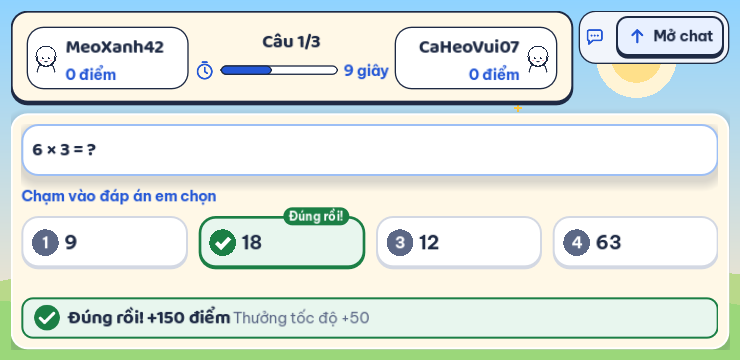 MeoXanh42
0 điểm
Câu 1/3
9 giây
CaHeoVui07
0 điểm
Mở chat
6 × 3 = ?
Chạm vào đáp án em chọn
1 9
Đúng rồi!
18
3 12
4 63
Đúng rồi! +150 điểm Thưởng tốc độ +50